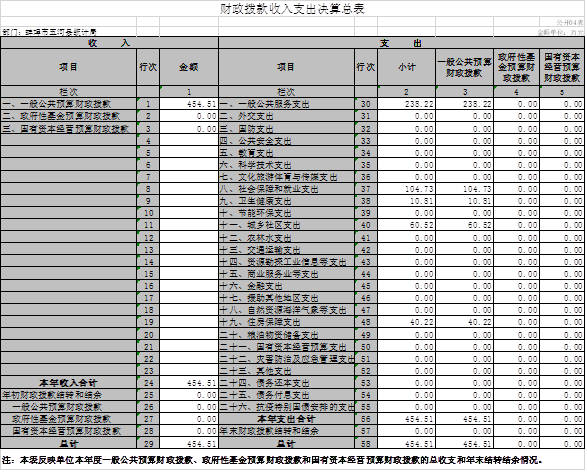 财政拨款收入支出决算总表
公开04表
部门：蚌埠市五河县统计局 金额单位：万元
收 入 支 出
项目 行次 金额 项目 行次 小计 一般公共预算财政拨款 政府性基金预算财政拨款 国有资本经营预算财政拨款
栏次 1 栏次 2 3 4 5
一、一般公共预算财政拨款 1 454.51 一、一般公共服务支出 30 238.22 238.22 0.00 0.00
二、政府性基金预算财政拨款 2 0.00 二、外交支出 31 0.00 0.00 0.00 0.00
三、国有资本经营预算财政拨款 3 0.00 三、国防支出 32 0.00 0.00 0.00 0.00
4 四、公共安全支出 33 0.00 0.00 0.00 0.00
5 五、教育支出 34 0.00 0.00 0.00 0.00
6 六、科学技术支出 35 0.00 0.00 0.00 0.00
7 七、文化旅游体育与传媒支出 36 0.00 0.00 0.00 0.00
8 八、社会保障和就业支出 37 104.73 104.73 0.00 0.00
9 九、卫生健康支出 38 10.81 10.81 0.00 0.00
10 十、节能环保支出 39 0.00 0.00 0.00 0.00
11 十一、城乡社区支出 40 60.52 60.52 0.00 0.00
12 十二、农林水支出 41 0.00 0.00 0.00 0.00
13 十三、交通运输支出 42 0.00 0.00 0.00 0.00
14 十四、资源勘探工业信息等支出 43 0.00 0.00 0.00 0.00
15 十五、商业服务业等支出 44 0.00 0.00 0.00 0.00
16 十六、金融支出 45 0.00 0.00 0.00 0.00
17 十七、援助其他地区支出 46 0.00 0.00 0.00 0.00
18 十八、自然资源海洋气象等支出 47 0.00 0.00 0.00 0.00
19 十九、住房保障支出 48 40.22 40.22 0.00 0.00
20 二十、粮油物资储备支出 49 0.00 0.00 0.00 0.00
21 二十一、国有资本经营预算支出 50 0.00 0.00 0.00 0.00
22 二十二、灾害防治及应急管理支出 51 0.00 0.00 0.00 0.00
23 二十三、其他支出 52 0.00 0.00 0.00 0.00
本年收入合计 24 454.51 二十四、债务还本支出 53 0.00 0.00 0.00 0.00
年初财政拨款结转和结余 25 0.00 二十五、债务付息支出 54 0.00 0.00 0.00 0.00
一般公共预算财政拨款 26 0.00 二十六、抗疫特别国债安排的支出 55 0.00 0.00 0.00 0.00
政府性基金预算财政拨款 27 0.00 本年支出合计 56 454.51 454.51 0.00 0.00
国有资本经营预算财政拨款 28 0.00 年末财政拨款结转和结余 57 0.00 0.00 0.00 0.00
总计 29 454.51 总计 58 454.51 454.51 0.00 0.00
注：本表反映单位本年度一般公共预算财政拨款、政府性基金预算财政拨款和国有资本经营预算财政拨款的总收支和年末结转结余情况。